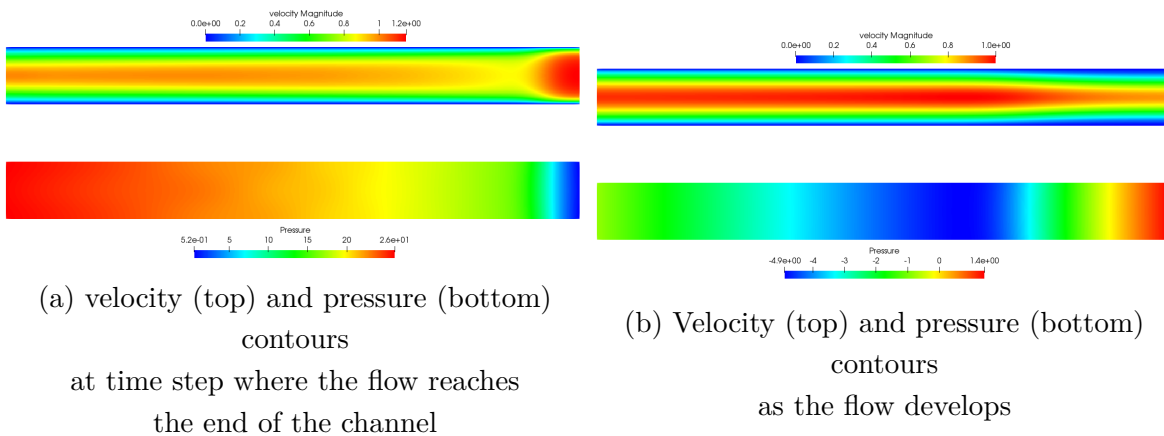 velocity Magnitude
0.0e+00 0.2 0.4 0.6 0.8 1 1.2e+00
Pressure
5.2e-01 5 10 15 20 2.6e+01
(a) velocity (top) and pressure (bottom)
contours
at time step where the flow reaches
the end of the channel
velocity Magnitude
0.0e+00 0.2 0.4 0.6 0.8 1.0e+00
Pressure
-4.9e+00 -4 -3 -2 -1 0 1.4e+00
(b) Velocity (top) and pressure (bottom)
contours
as the flow develops